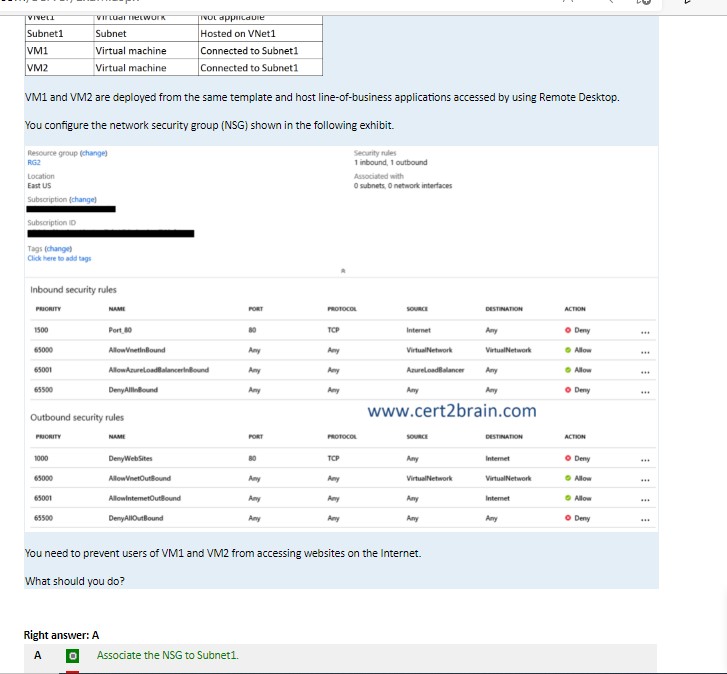 Subnet1 Subnet Hosted on VNet1
VM1 Virtual machine Connected to Subnet1
VM2 Virtual machine Connected to Subnet1
VM1 and VM2 are deployed from the same template and host line-of-business applications accessed by using Remote Desktop.
You configure the network security group (NSG) shown in the following exhibit.
Resource group (change) Security rules
RG2 1 inbound, 1 outbound
Location Associated with
East US 0 subnets, 0 network interfaces
Subscription (change)
Subscription ID
Tags (change)
Click here to add tags
Inbound security rules
PRIORITY NAME PORT PROTOCOL SOURCE DESTINATION ACTION
1500 Port_80 80 TCP Internet Any Deny ...
65000 AllowVnetInBound Any Any VirtualNetwork VirtualNetwork Allow ...
65001 AllowAzureLoadBalancerInBound Any Any AzureLoadBalancer Any Allow ...
65500 DenyAllInBound Any Any Any Any Deny ...
Outbound security rules www.cert2brain.com
PRIORITY NAME PORT PROTOCOL SOURCE DESTINATION ACTION
1000 DenyWebSites 80 TCP Any Internet Deny ...
65000 AllowVnetOutBound Any Any VirtualNetwork VirtualNetwork Allow ...
65001 AllowInternetOutBound Any Any Any Internet Allow ...
65500 DenyAllOutBound Any Any Any Any Deny ...
You need to prevent users of VM1 and VM2 from accessing websites on the Internet.
What should you do?
Right answer: A
A Associate the NSG to Subnet1.